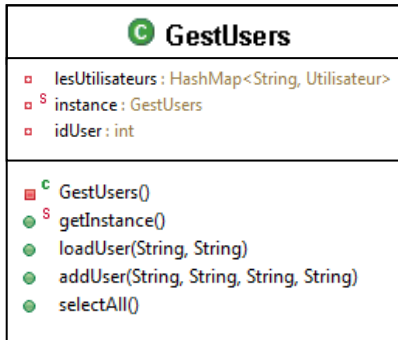 C GestUsers
lesUtilisateurs : HashMap<String, Utilisateur>
S instance : GestUsers
idUser : int
C GestUsers()
S getInstance()
loadUser(String, String)
addUser(String, String, String, String)
selectAll()